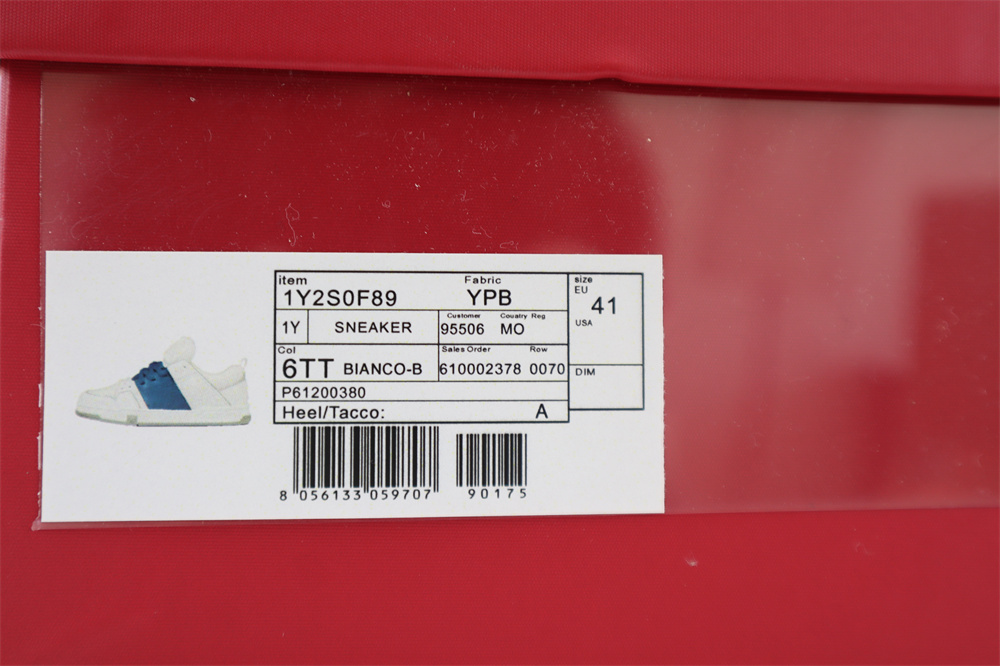 item Fabric
1Y2S0F89 YPB
size
EU 41
USA
DIM
Customer Country Reg
1Y SNEAKER 95506 MO
Col Sales Order Row
6TT BIANCO-B 610002378 0070
P61200380
Heel/Tacco: A
8 056133 059707 90175